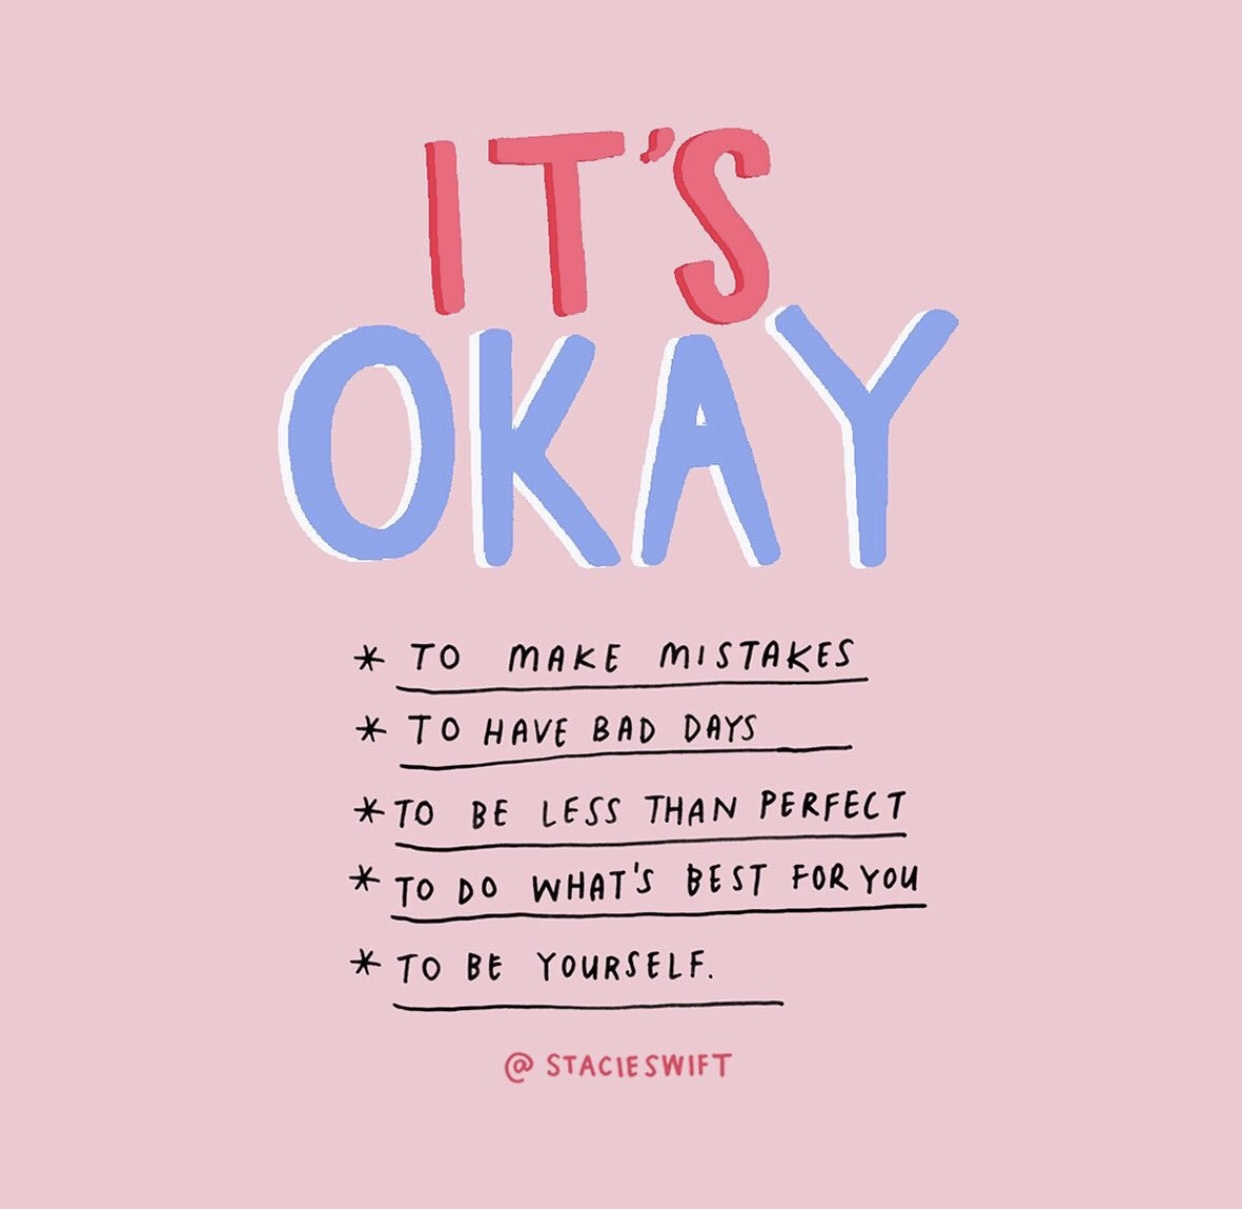 IT'S
OKAY
* TO MAKE MISTAKES
* TO HAVE BAD DAYS
* TO BE LESS THAN PERFECT
* TO DO WHAT'S BEST FOR YOU
* TO BE YOURSELF.
@STACIESWIFT